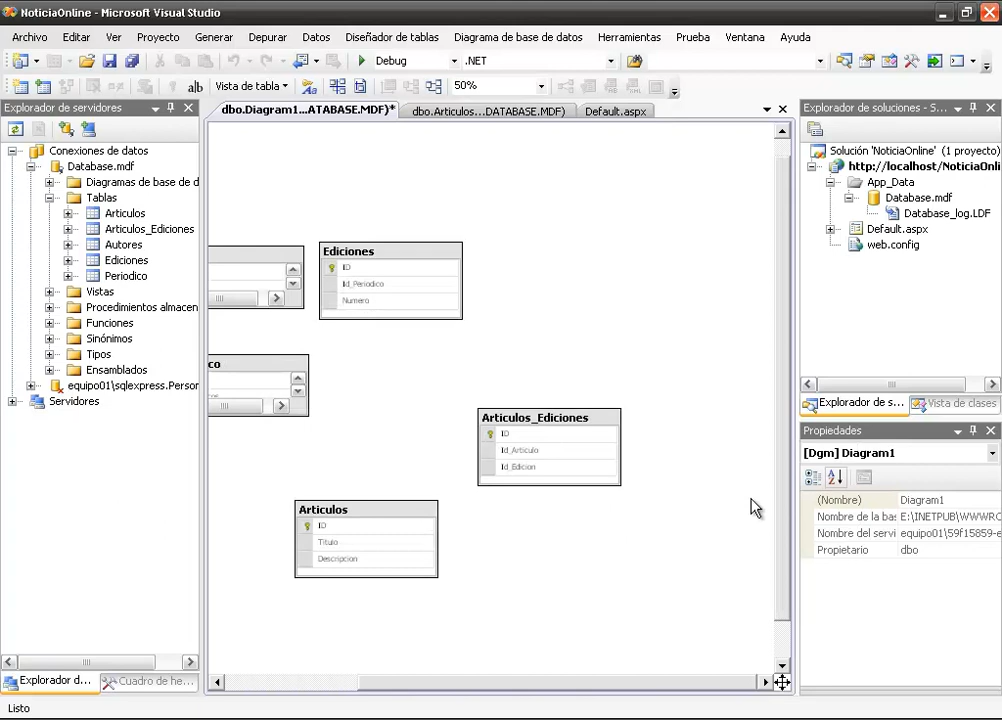 NoticiaOnline - Microsoft Visual Studio
Archivo Editar Ver Proyecto Generar Depurar Datos Diseñador de tablas Diagrama de base de datos Herramientas Prueba Ventana Ayuda
Debug .NET
ab Vista de tabla 50%
Explorador de servidores
Conexiones de datos
Database.mdf
Diagramas de base de d
Tablas
Articulos
Articulos_Ediciones
Autores
Ediciones
Periodico
Vistas
Procedimientos almacen
Funciones
Sinónimos
Tipos
Ensamblados
equipo01\sqlexpress.Persor
Servidores
Explorador d... Cuadro de he...
dbo.Diagram1...ATABASE.MDF)* dbo.Articulos...DATABASE.MDF) Default.aspx
Ediciones
ID
Id_Periodico
Numero
co
Articulos_Ediciones
ID
Id_Articulo
Id_Edicion
Articulos
ID
Titulo
Descripcion
Explorador de soluciones - S...
Solución 'NoticiaOnline' (1 proyecto)
http://localhost/NoticiaOnli
App_Data
Database.mdf
Database_log.LDF
Default.aspx
web.config
Explorador de s... Vista de clases
Propiedades
[Dgm] Diagram1
(Nombre) Diagram1
Nombre de la bas E:\INETPUB\WWWRC
Nombre del servi equipo01\59f15859-e
Propietario dbo
Listo